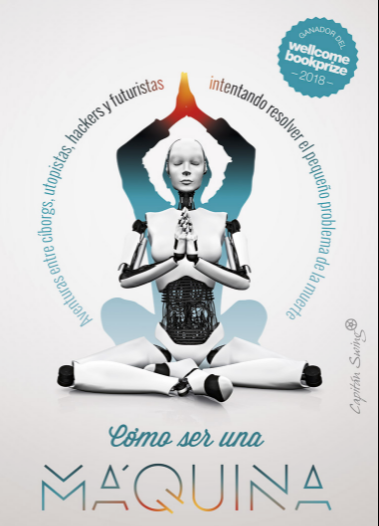 GANADOR DEL
wellcome
bookprize
– 2018 –
Aventuras entre cíborgs, utopistas, hackers y futuristas
intentando resolver el pequeño problema de la muerte
Capitán Swing
Cómo ser una
MÁQUINA